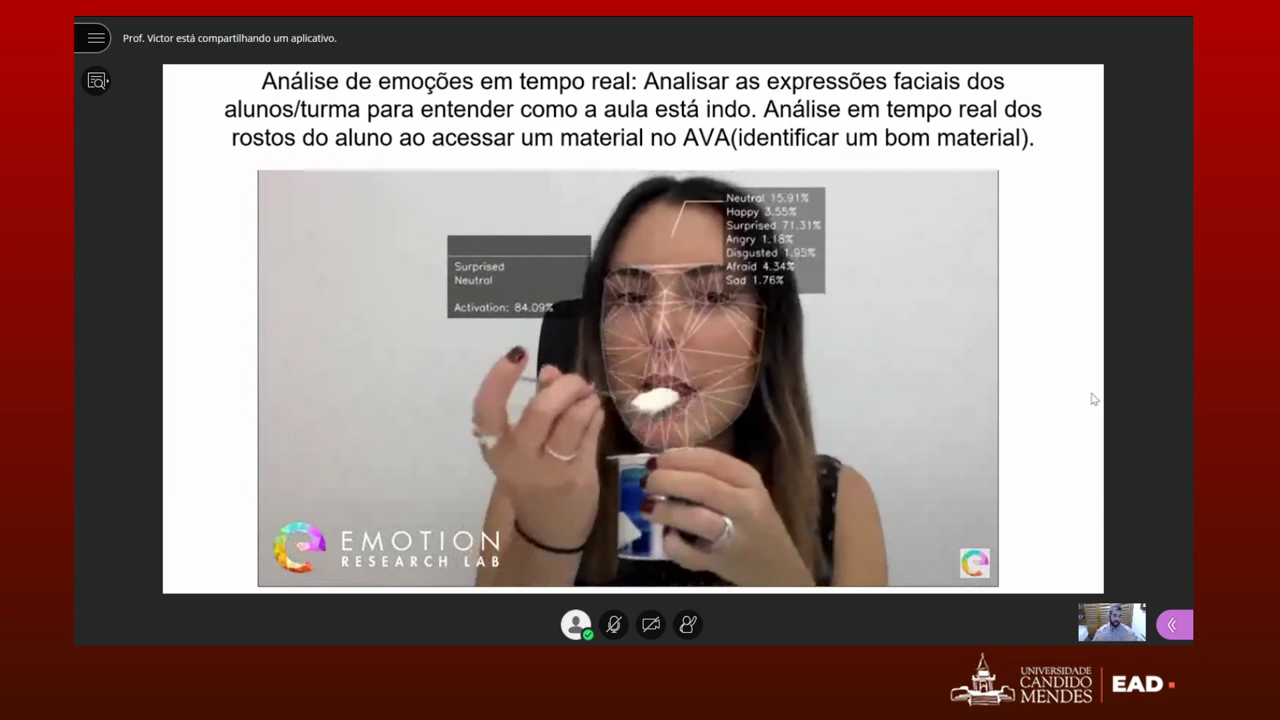 Prof. Victor está compartilhando um aplicativo.
Análise de emoções em tempo real: Analisar as expressões faciais dos
alunos/turma para entender como a aula está indo. Análise em tempo real dos
rostos do aluno ao acessar um material no AVA(identificar um bom material).
Neutral 15.91%
Happy 3.55%
Surprised 71.31%
Angry 1.18%
Disgusted 1.95%
Afraid 4.34%
Sad 1.76%
Surprised
Neutral
Activation: 84.09%
EMOTION
RESEARCH LAB
UNIVERSIDADE
CANDIDO
MENDES
EAD